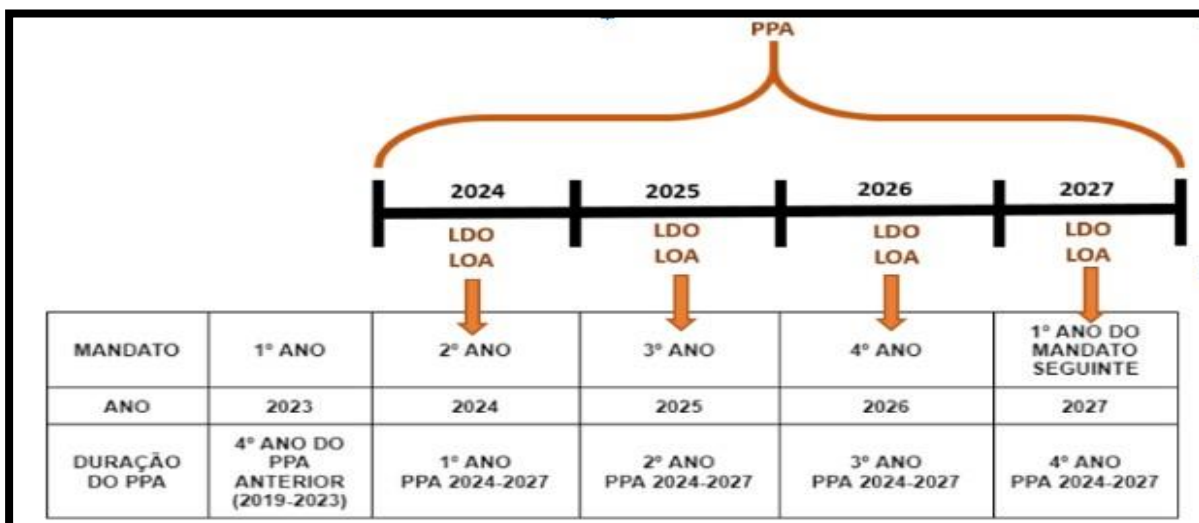 PPA
2024 2025 2026 2027
LDO LDO LDO LDO
LOA LOA LOA LOA
MANDATO
1º ANO
2º ANO
3º ANO
4º ANO
1º ANO DO
MANDATO
SEGUINTE
ANO
2023
2024
2025
2026
2027
DURAÇÃO
DO PPA
4º ANO DO
PPA
ANTERIOR
(2019-2023)
1º ANO
PPA 2024-2027
2º ANO
PPA 2024-2027
3º ANO
PPA 2024-2027
4º ANO
PPA 2024-2027